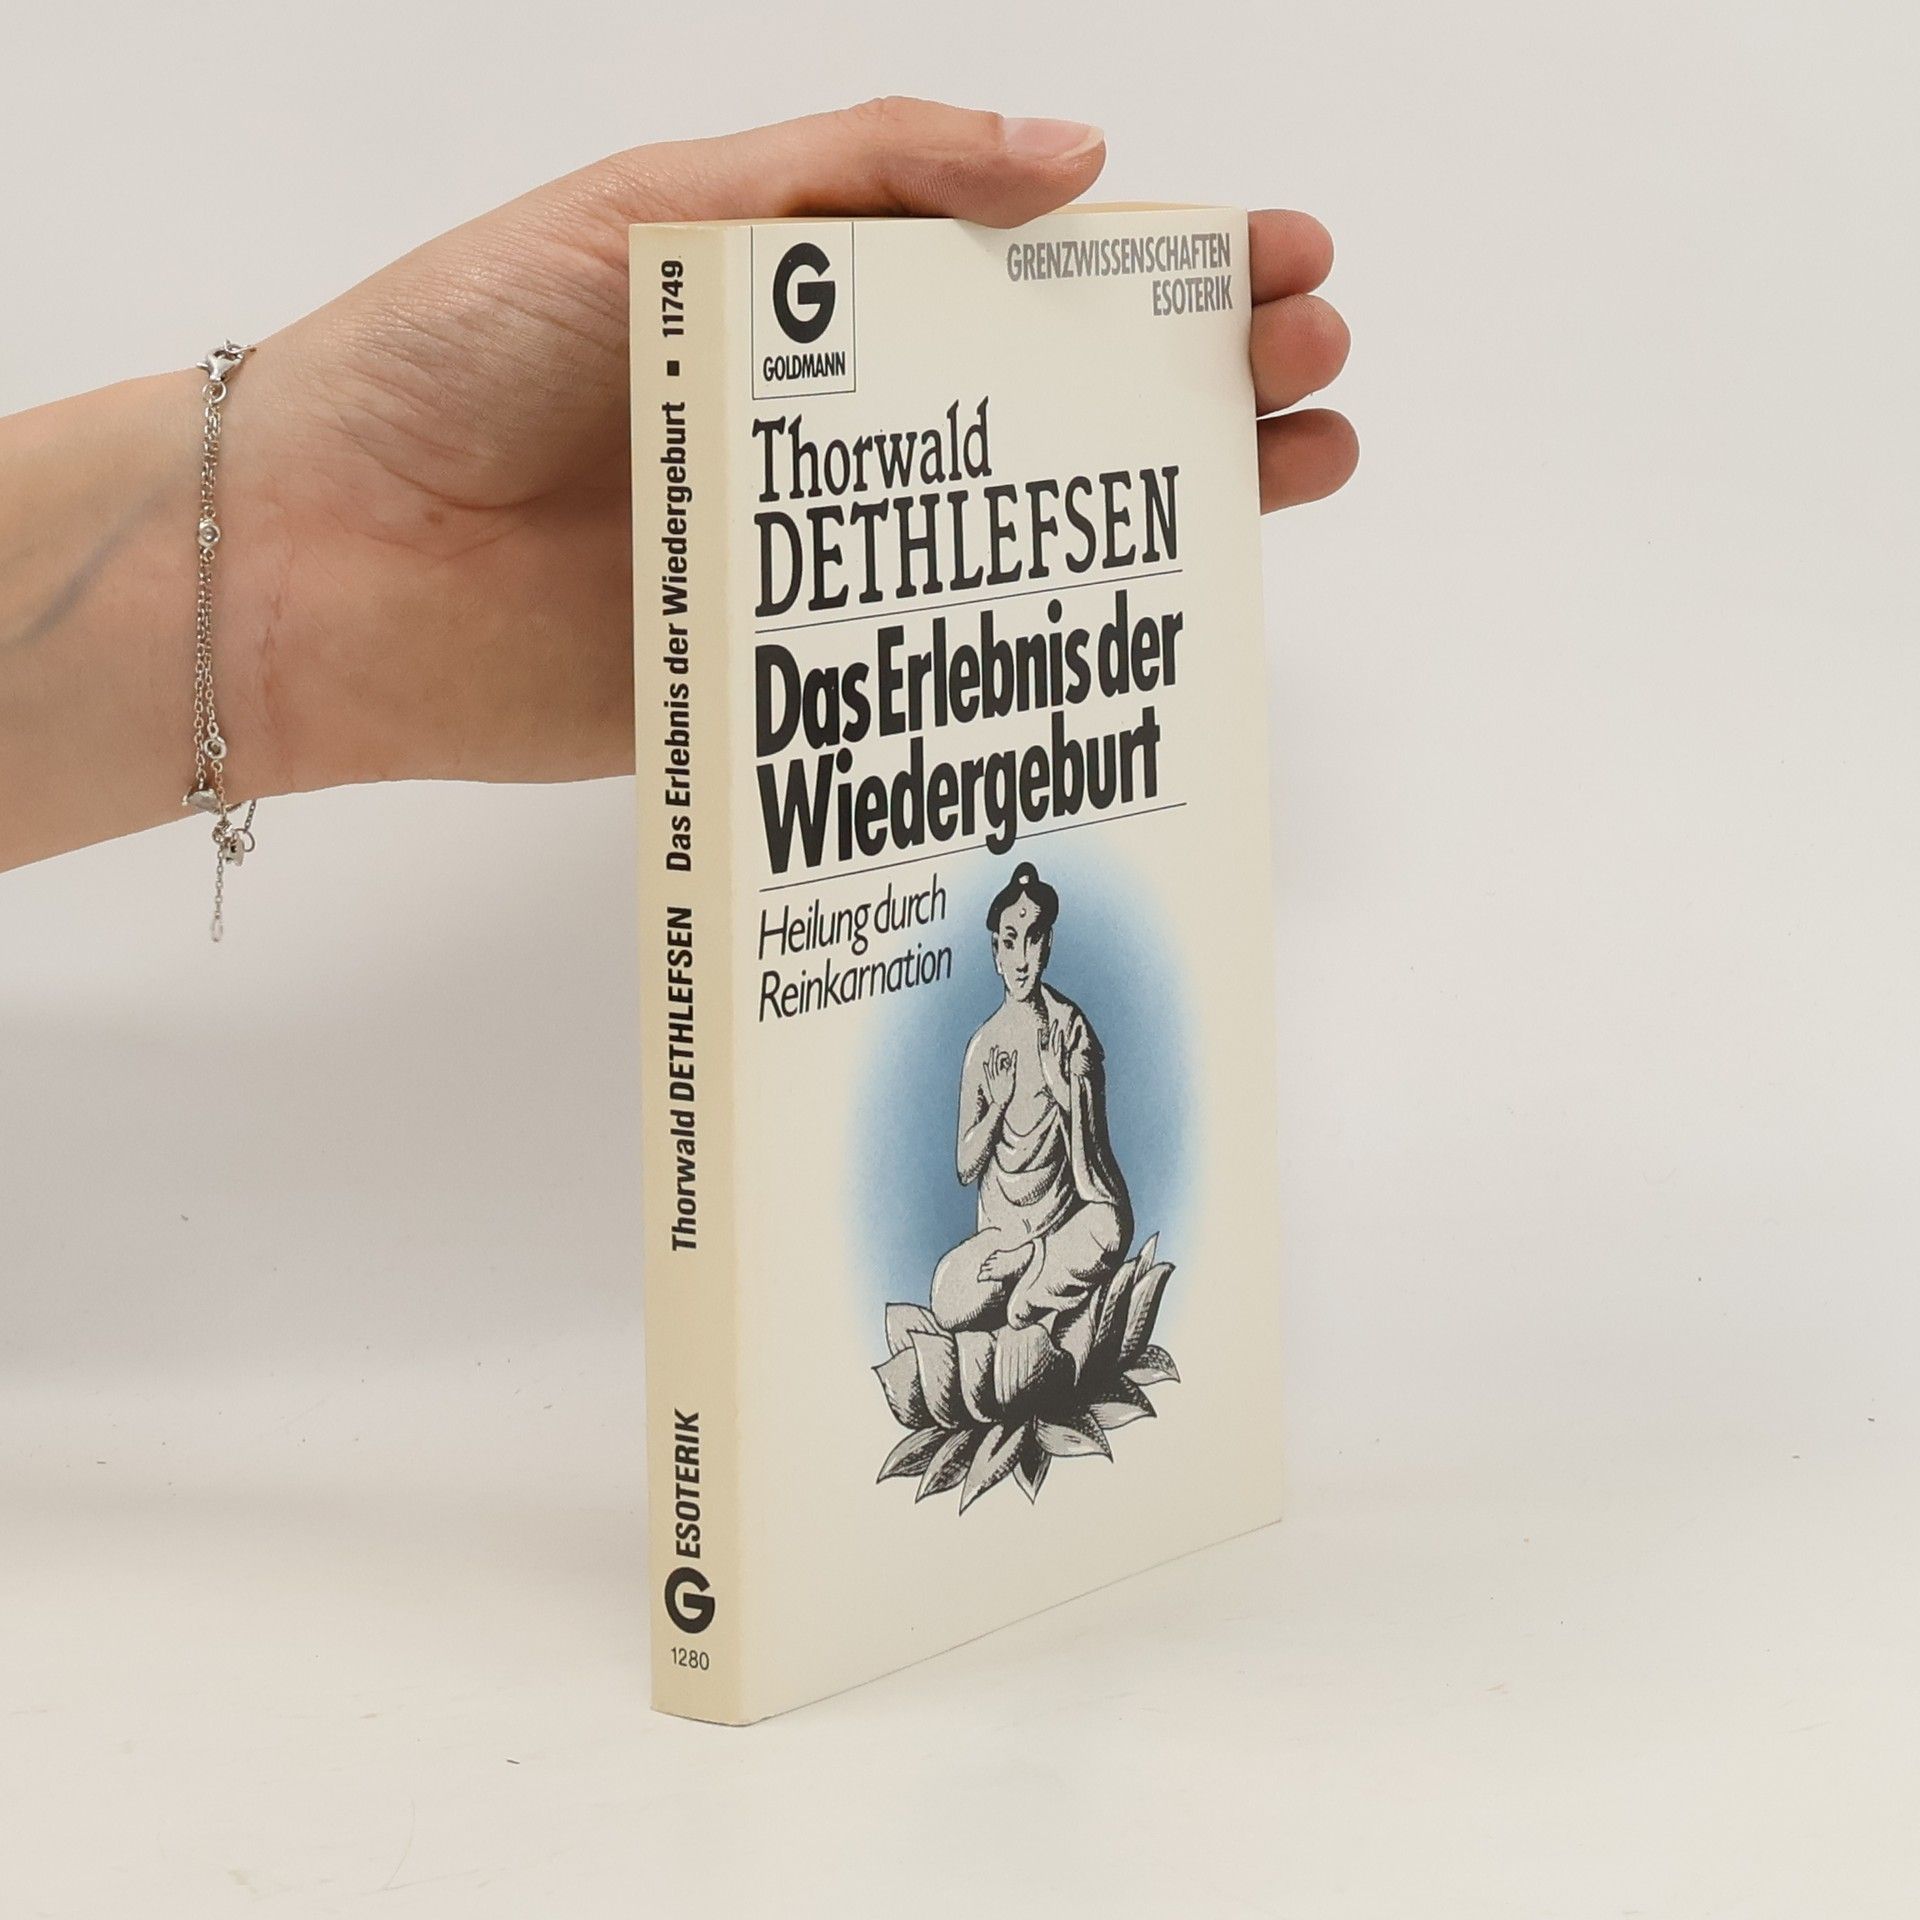 G
GOLDMANN
GRENZWISSENSCHAFTEN
ESOTERIK
Thorwald
DETHLEFSEN
Das Erlebnis der
Wiedergeburt
Heilung durch
Reinkarnation
Thorwald DETHLEFSEN Das Erlebnis der Wiedergeburt ■ 11749
G ESOTERIK
1280